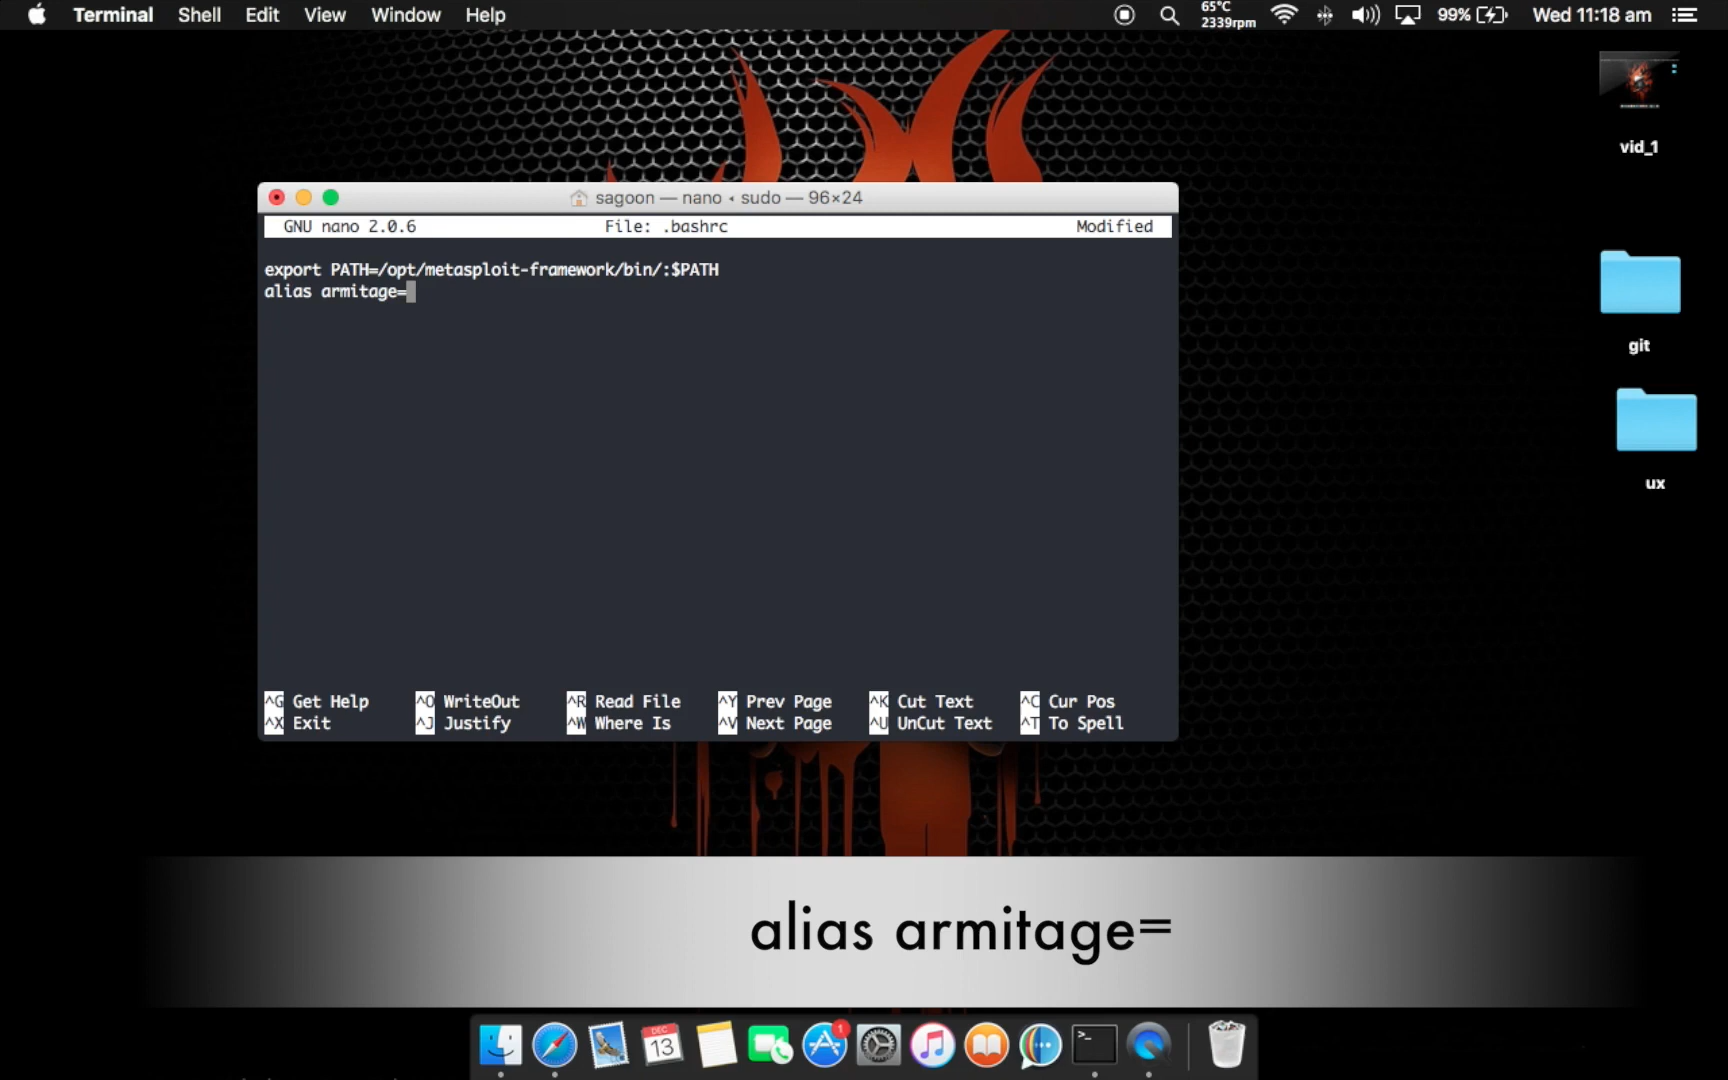 Terminal Shell Edit View Window Help 65°C 2339rpm 99% Wed 11:18 am
vid_1
git
ux
sagoon — nano ◂ sudo — 96×24
GNU nano 2.0.6 File: .bashrc Modified
export PATH=/opt/metasploit-framework/bin/:$PATH
alias armitage=
^G Get Help ^O WriteOut ^R Read File ^Y Prev Page ^K Cut Text ^C Cur Pos
^X Exit ^J Justify ^W Where Is ^V Next Page ^U UnCut Text ^T To Spell
alias armitage=
DEC
13
1
>_